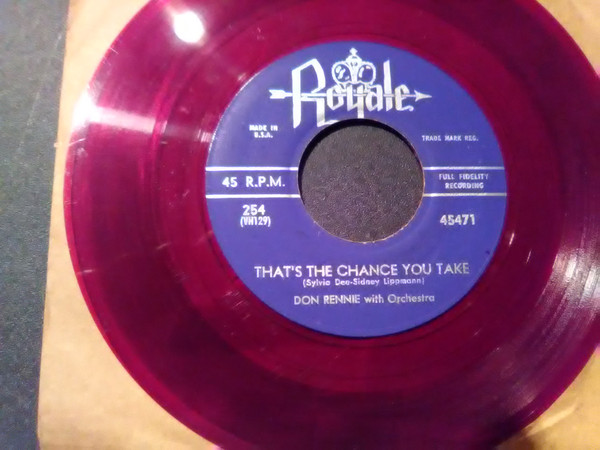 Royale
MADE IN
U.S.A.
TRADE MARK REG.
45 R.P.M.
FULL FIDELITY
RECORDING
254
(VH129)
45471
THAT'S THE CHANCE YOU TAKE
(Sylvia Dee-Sidney Lippmann)
DON RENNIE with Orchestra